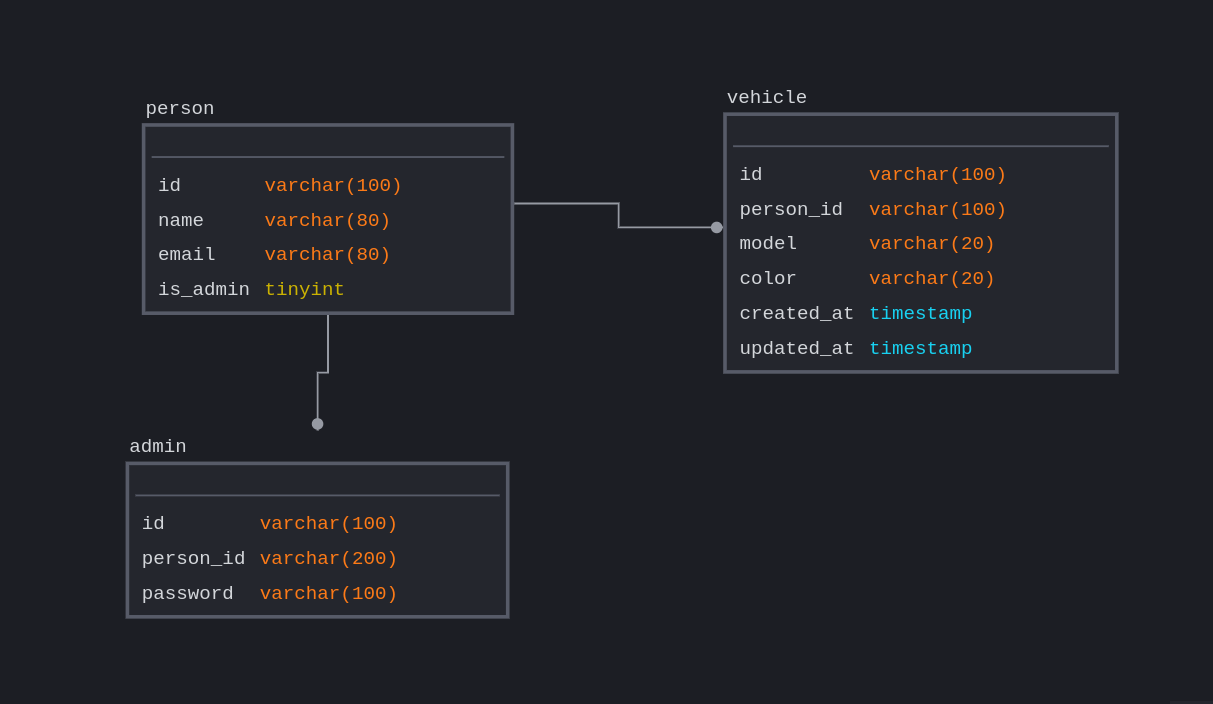 person
id varchar(100)
name varchar(80)
email varchar(80)
is_admin tinyint
vehicle
id varchar(100)
person_id varchar(100)
model varchar(20)
color varchar(20)
created_at timestamp
updated_at timestamp
admin
id varchar(100)
person_id varchar(200)
password varchar(100)